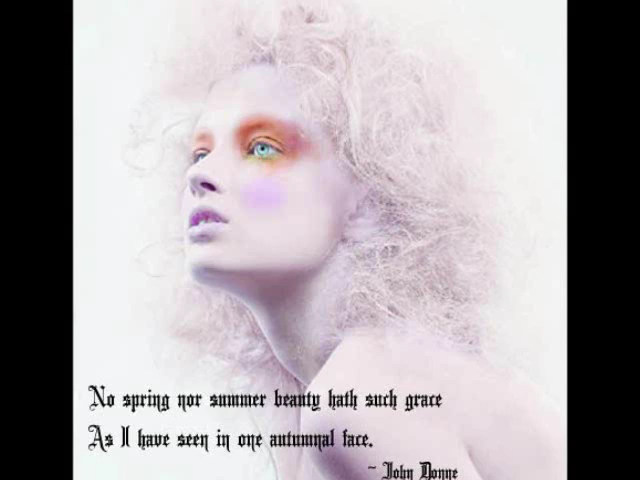 No spring nor summer beauty hath such grace
As I have seen in one autumnal face.
~ John Donne